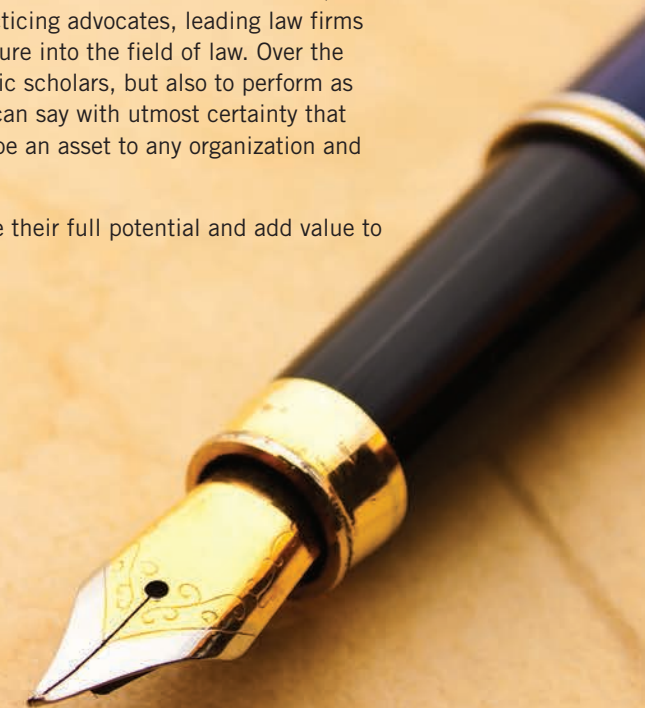 ticing advocates, leading law firms
ure into the field of law. Over the
ic scholars, but also to perform as
can say with utmost certainty that
be an asset to any organization and
e their full potential and add value to